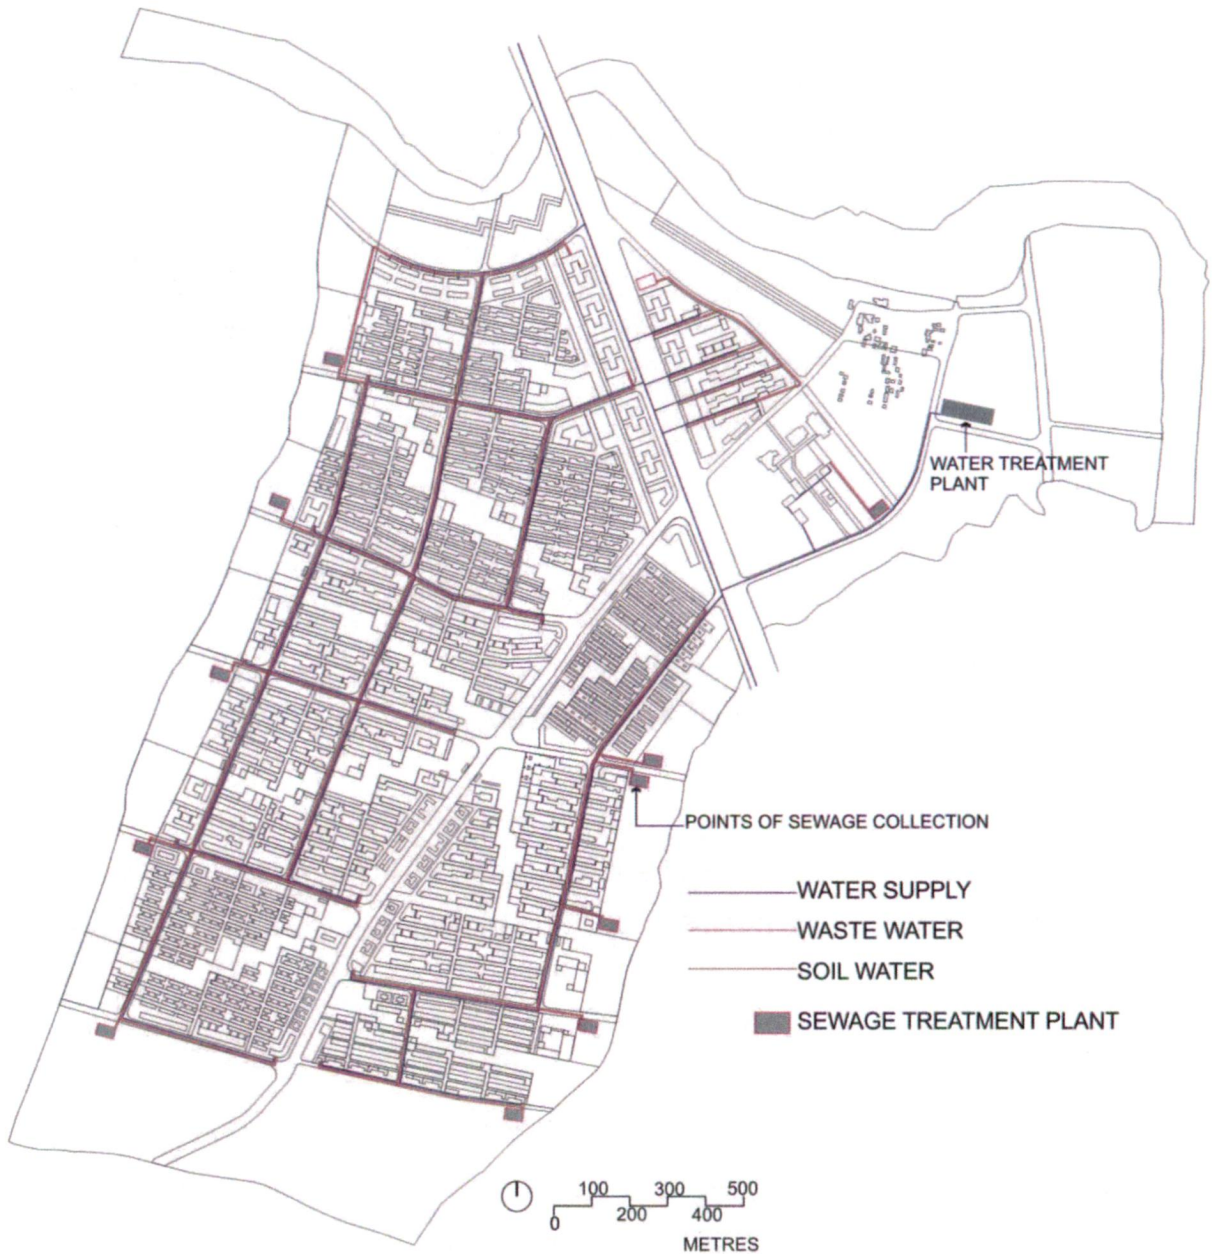 WATER TREATMENT
PLANT
POINTS OF SEWAGE COLLECTION
WATER SUPPLY
WASTE WATER
SOIL WATER
SEWAGE TREATMENT PLANT
100 300 500
0 200 400
METRES